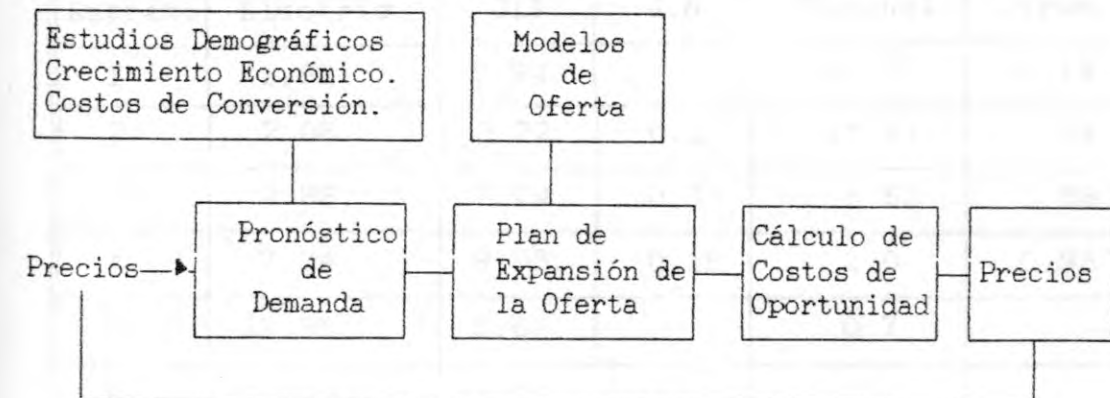 Estudios Demográficos
Crecimiento Económico.
Costos de Conversión.
Modelos
de
Oferta
Precios
Pronóstico
de
Demanda
Plan de
Expansión de
la Oferta
Cálculo de
Costos de
Oportunidad
Precios